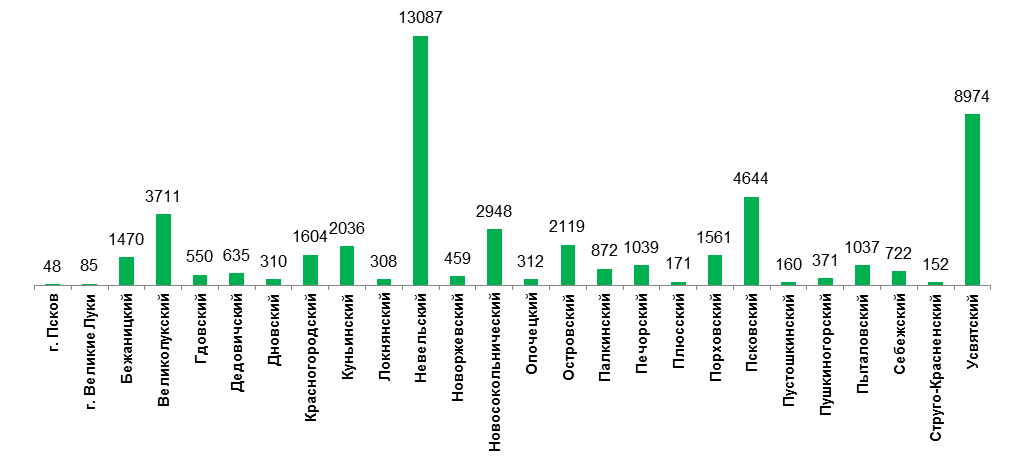 13087
8974
4644
3711
2948
2119
2036
1604
1561
1470
1039
1037
872
722
635
550
459
371
308
310
312
171
160
152
85
48
г. Псков
г. Великие Луки
Бежаницкий
Великолукский
Гдовский
Дедовичский
Дновский
Красногородский
Куньинский
Локнянский
Невельский
Новоржевский
Новосокольнический
Опочецкий
Островский
Палкинский
Печорский
Плюсский
Порховский
Псковский
Пустошкинский
Пушкиногорский
Пыталовский
Себежский
Струго-Красненский
Усвятский